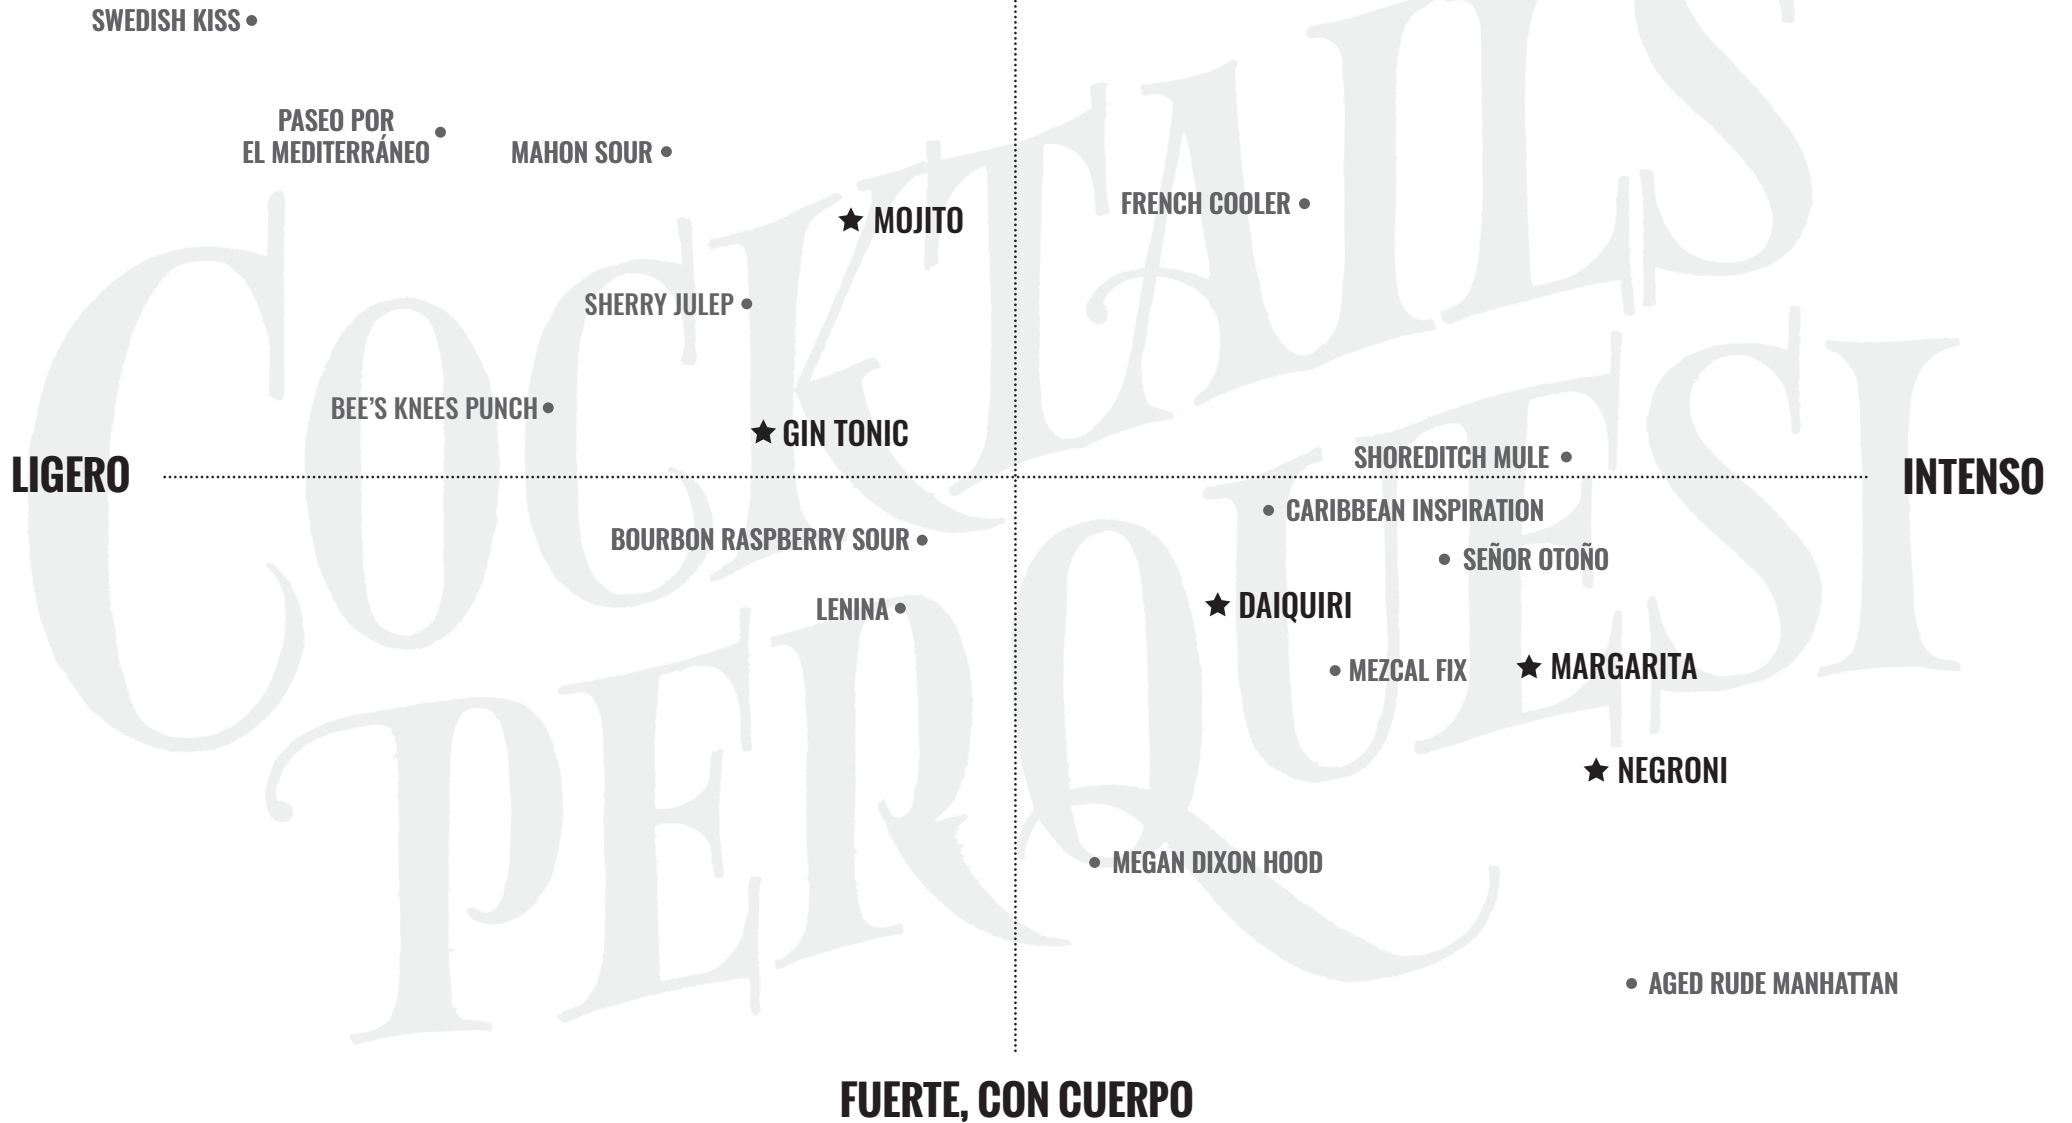 SWEDISH KISS
PASEO POR
EL MEDITERRÁNEO
MAHON SOUR
FRENCH COOLER
MOJITO
SHERRY JULEP
BEE’S KNEES PUNCH
GIN TONIC
SHOREDITCH MULE
LIGERO
INTENSO
CARIBBEAN INSPIRATION
BOURBON RASPBERRY SOUR
SEÑOR OTOÑO
LENINA
DAIQUIRI
MEZCAL FIX
MARGARITA
NEGRONI
MEGAN DIXON HOOD
AGED RUDE MANHATTAN
FUERTE, CON CUERPO
COCKTAILS
PERQUESI